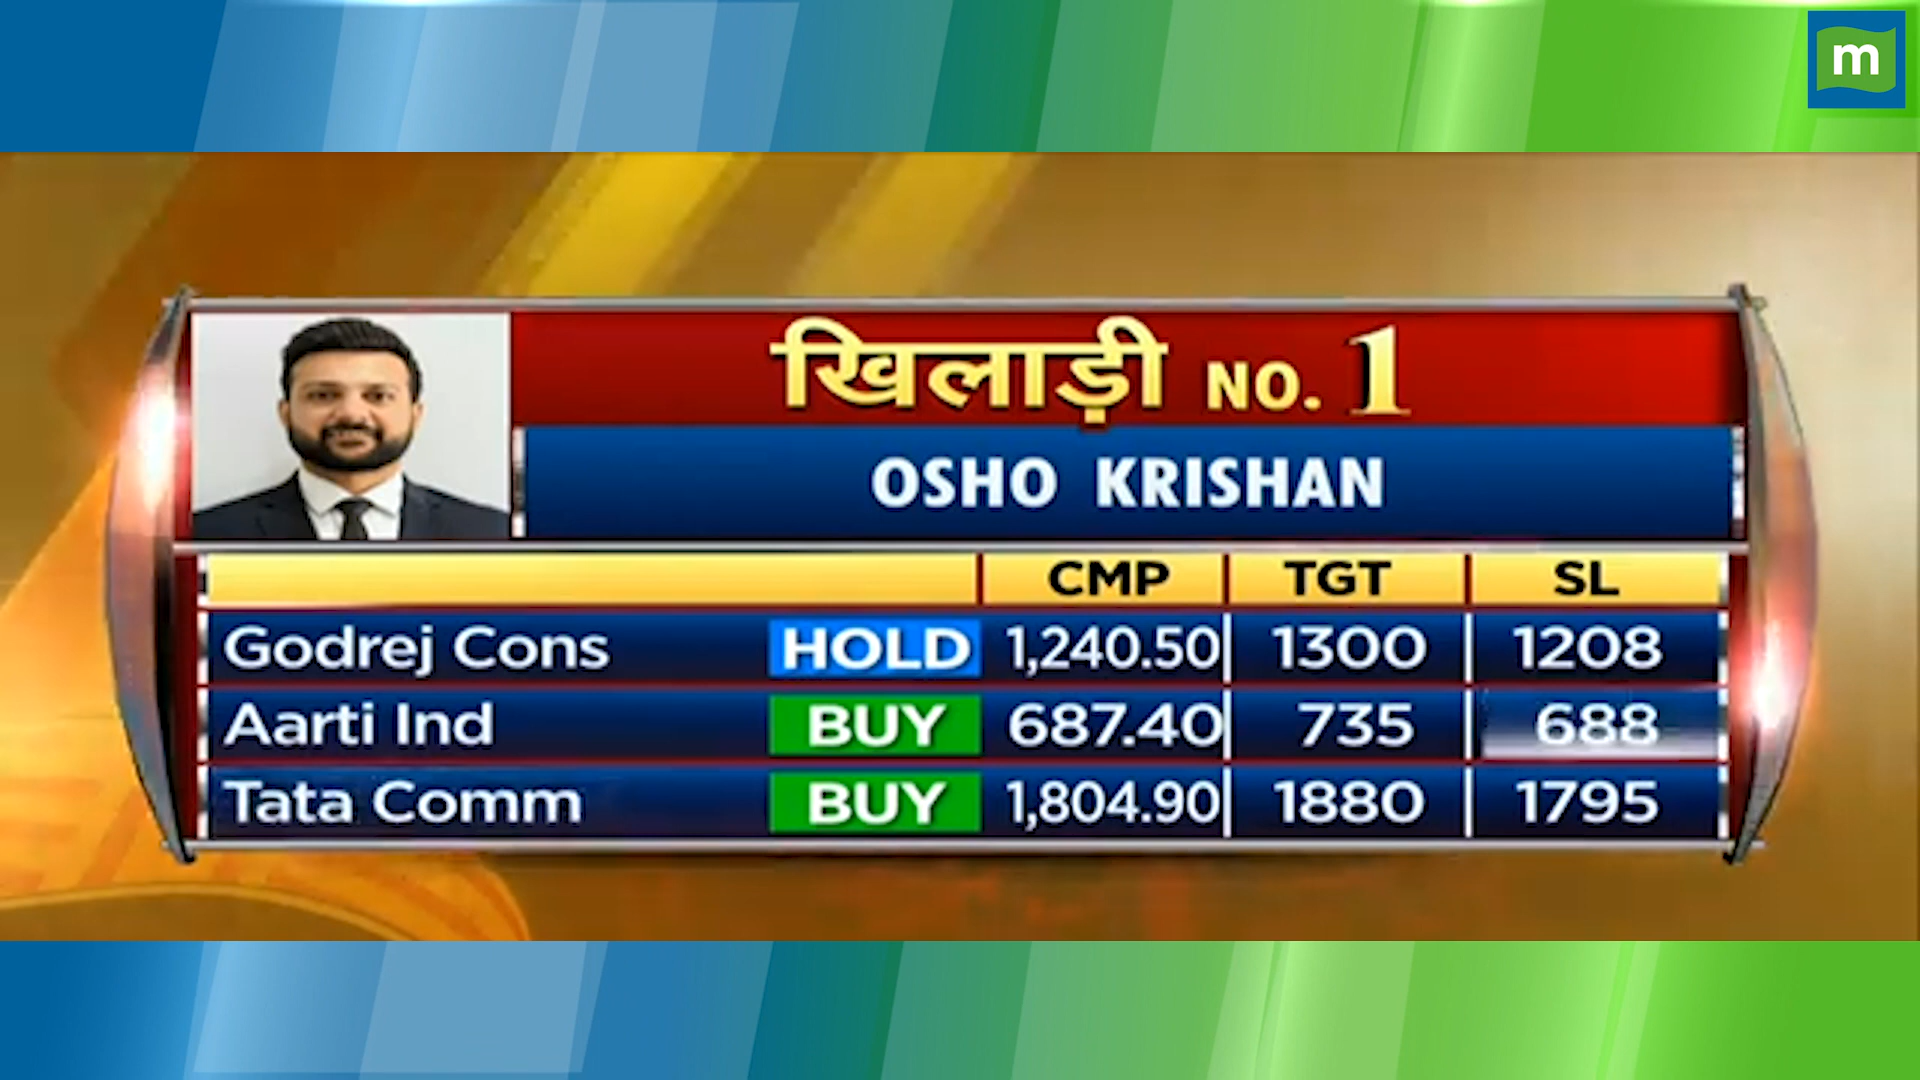 m
खिलाड़ी NO. 1
OSHO KRISHAN
CMP TGT SL
Godrej Cons HOLD 1,240.50 1300 1208
Aarti Ind BUY 687.40 735 688
Tata Comm BUY 1,804.90 1880 1795